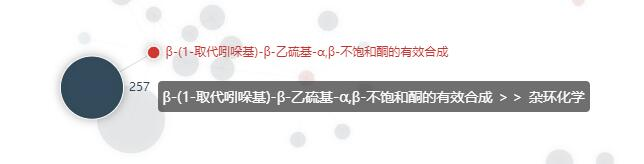 β-(1-取代吲哚基)-β-乙硫基-α,β-不饱和酮的有效合成
257
β-(1-取代吲哚基)-β-乙硫基-α,β-不饱和酮的有效合成 > > 杂环化学